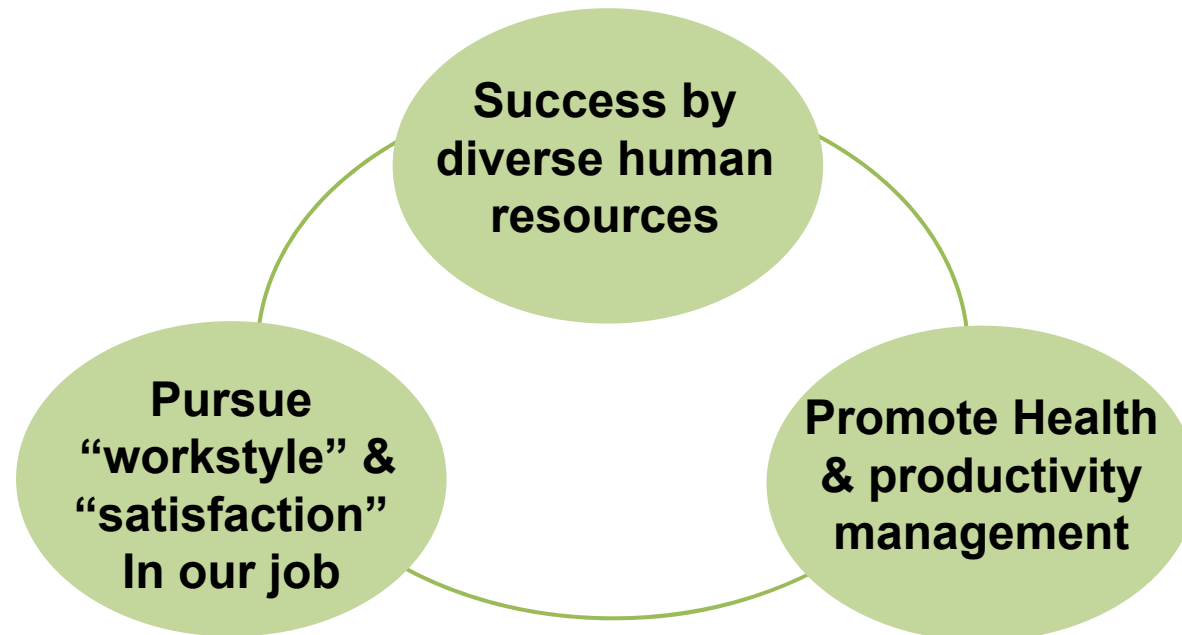 Success by
diverse human
resources
Pursue
“workstyle” &
“satisfaction”
In our job
Promote Health
& productivity
management